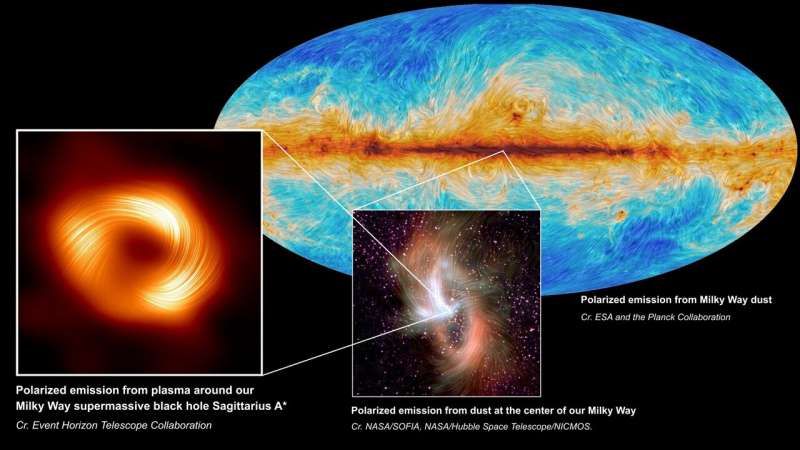 Polarized emission from Milky Way dust
Cr. ESA and the Planck Collaboration
Polarized emission from plasma around our
Milky Way supermassive black hole Sagittarius A*
Cr. Event Horizon Telescope Collaboration
Polarized emission from dust at the center of our Milky Way
Cr. NASA/SOFIA, NASA/Hubble Space Telescope/NICMOS.